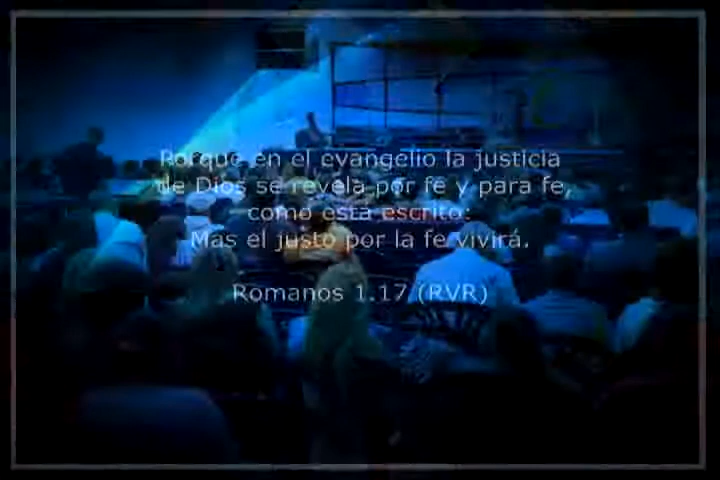 Porque en el evangelio la justicia
de Dios se revela por fe y para fe,
como está escrito:
Mas el justo por la fe vivirá.
Romanos 1.17 (RVR)